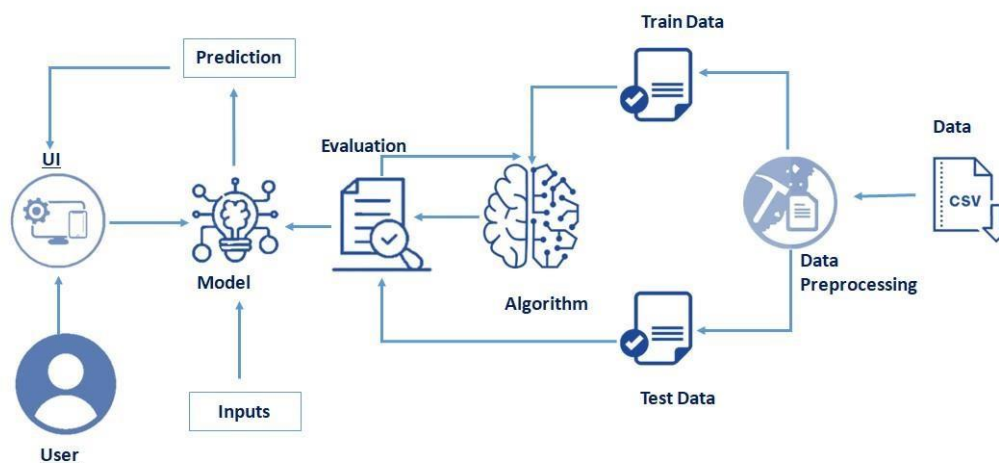 Train Data
Prediction
Data
Evaluation
UI
CSV
Model
Data
Preprocessing
Algorithm
Inputs
Test Data
User